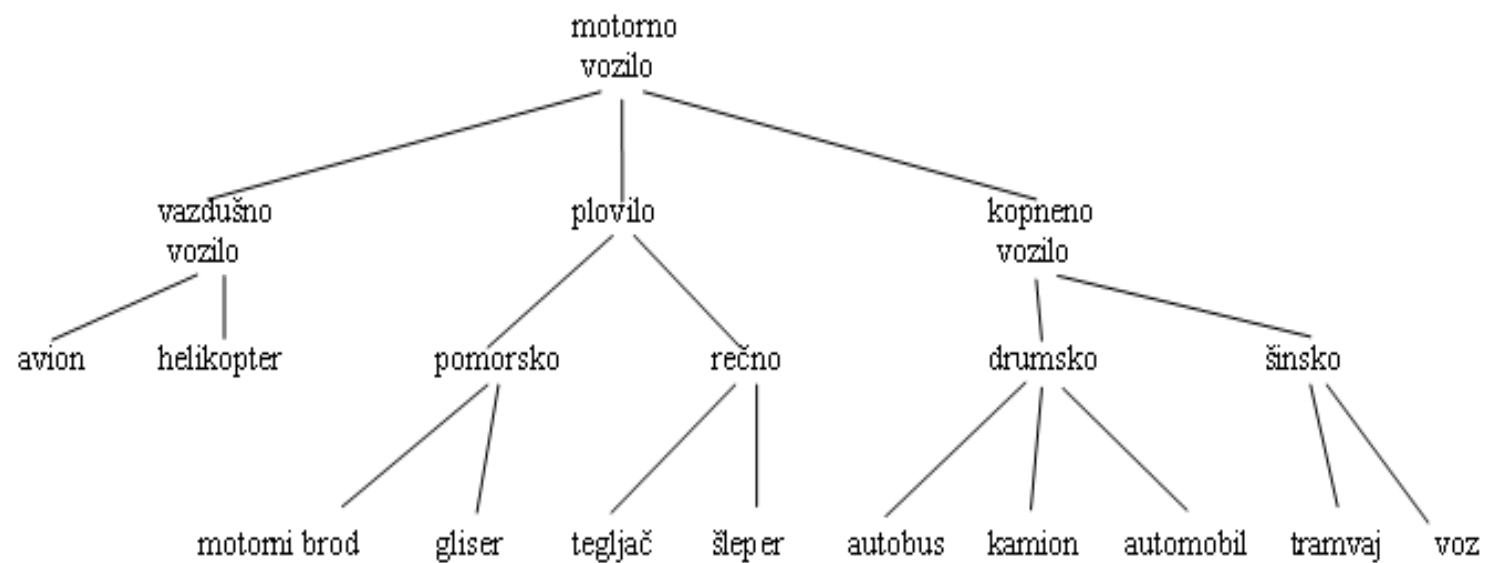 motorno
vozilo
vazdušno plovilo kopneno
vozilo vozilo
avion helikopter pomorsko rečno drumsko šinsko
motorni brod gliser tegljač šleper autobus kamion automobil tramvaj voz